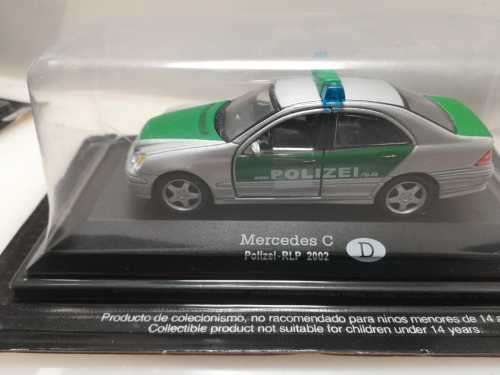 POLIZEI
Mercedes C
D
Polizei-RLP 2002
Producto de colecionismo, no recomendado para ninos menores de 14 a
Collectible product not suitable for children under 14 years.